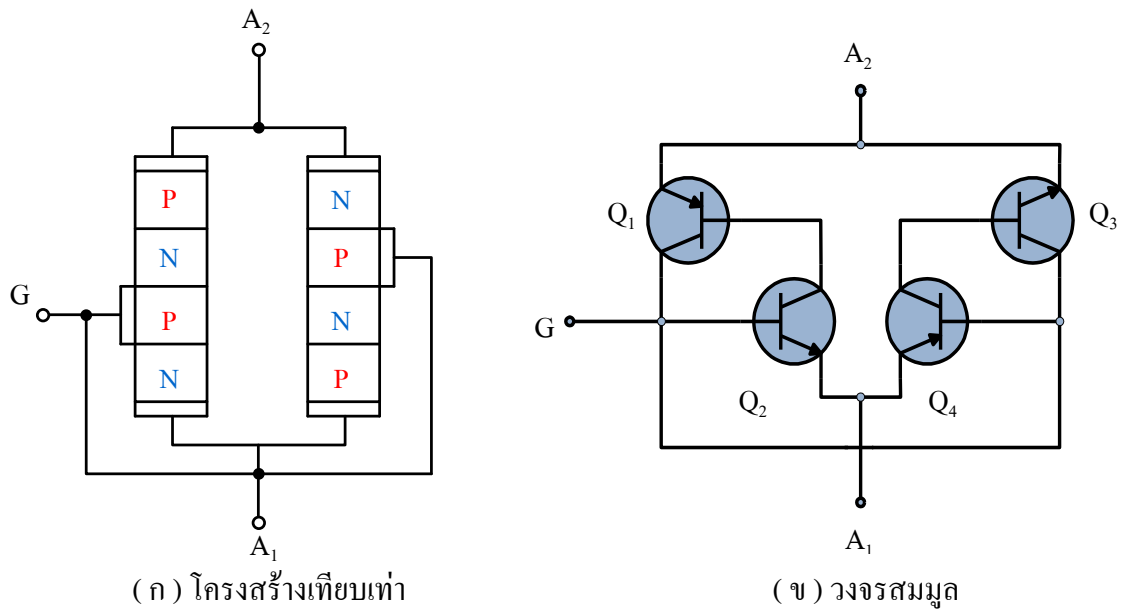 A₂
P
N
P
N
N
P
N
P
G
A₁
( ก ) โครงสร้างเทียบเท่า
A₂
Q₁
Q₃
G
Q₂
Q₄
A₁
( ข ) วงจรสมมูล